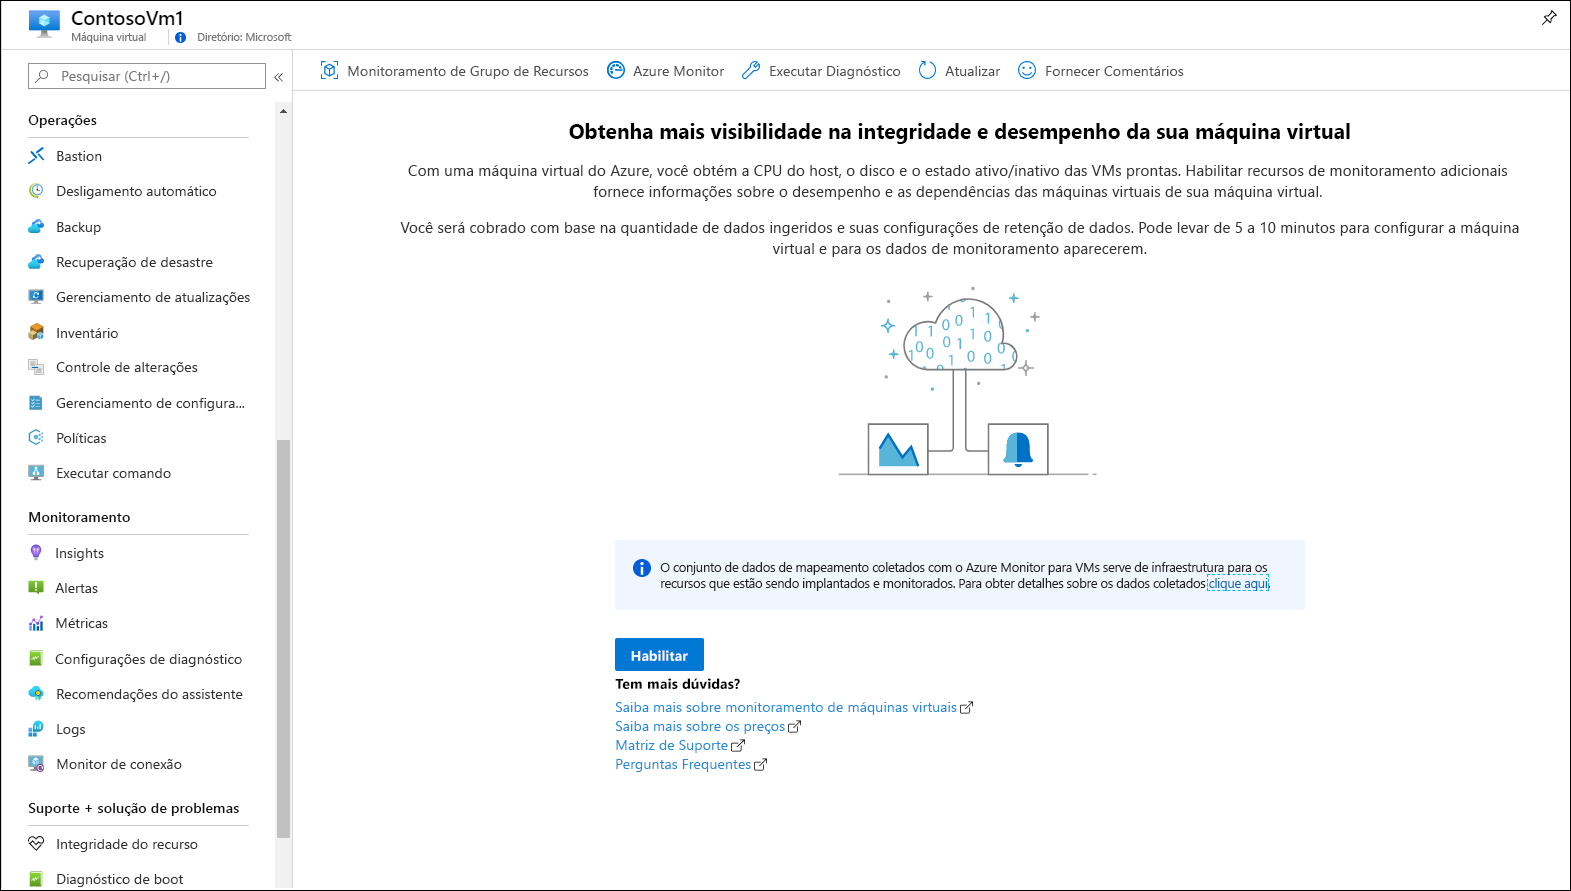 ContosoVm1
Máquina virtual
Diretório: Microsoft
Pesquisar (Ctrl+/)
«
Operações
Bastion
Desligamento automático
Backup
Recuperação de desastre
Gerenciamento de atualizações
Inventário
Controle de alterações
Gerenciamento de configura...
Políticas
Executar comando
Monitoramento
Insights
Alertas
Métricas
Configurações de diagnóstico
Recomendações do assistente
Logs
Monitor de conexão
Suporte + solução de problemas
Integridade do recurso
Diagnóstico de boot
Monitoramento de Grupo de Recursos
Azure Monitor
Executar Diagnóstico
Atualizar
Fornecer Comentários
Obtenha mais visibilidade na integridade e desempenho da sua máquina virtual
Com uma máquina virtual do Azure, você obtém a CPU do host, o disco e o estado ativo/inativo das VMs prontas. Habilitar recursos de monitoramento adicionais
fornece informações sobre o desempenho e as dependências das máquinas virtuais de sua máquina virtual.
Você será cobrado com base na quantidade de dados ingeridos e suas configurações de retenção de dados. Pode levar de 5 a 10 minutos para configurar a máquina
virtual e para os dados de monitoramento aparecerem.
O conjunto de dados de mapeamento coletados com o Azure Monitor para VMs serve de infraestrutura para os
recursos que estão sendo implantados e monitorados. Para obter detalhes sobre os dados coletados clique aqui.
Habilitar
Tem mais dúvidas?
Saiba mais sobre monitoramento de máquinas virtuais
Saiba mais sobre os preços
Matriz de Suporte
Perguntas Frequentes